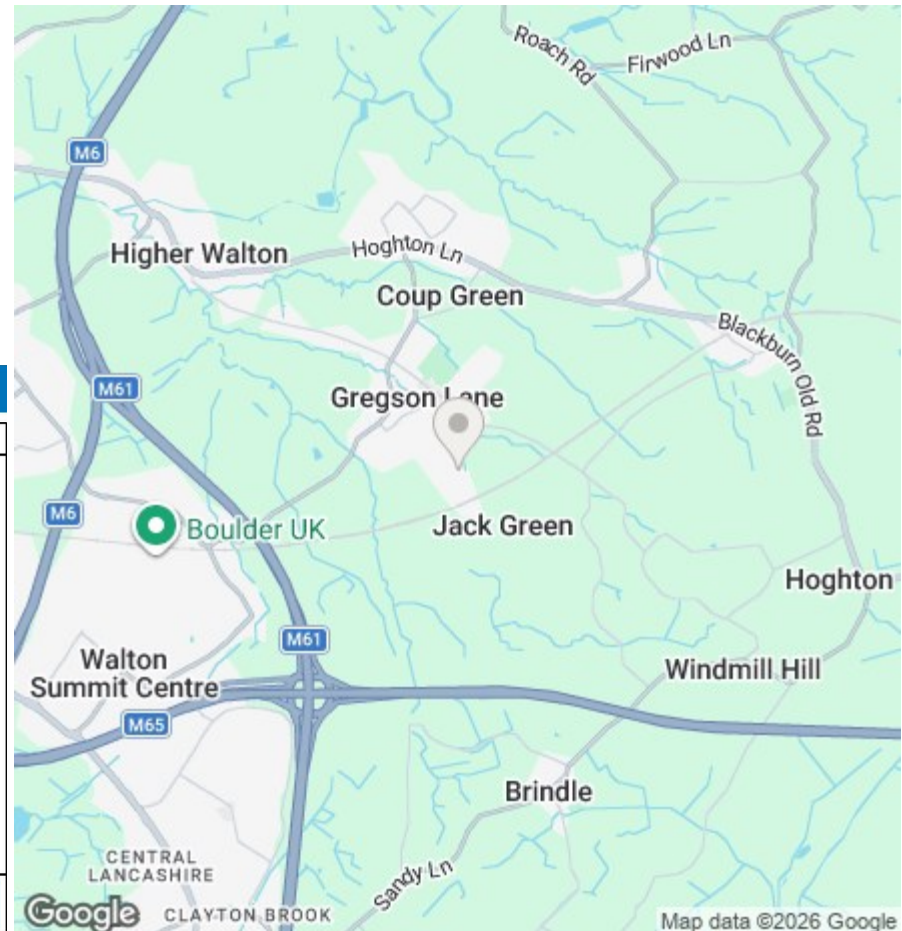 Roach Rd
Firwood Ln
M6
Higher Walton
Hoghton Ln
Coup Green
Blackburn Old Rd
M61
Gregson Lane
M6
Boulder UK
Jack Green
Hoghton
M61
Walton
Summit Centre
Windmill Hill
M65
Brindle
CENTRAL
LANCASHIRE
Sandy Ln
Google
CLAYTON BROOK
Map data ©2026 Google